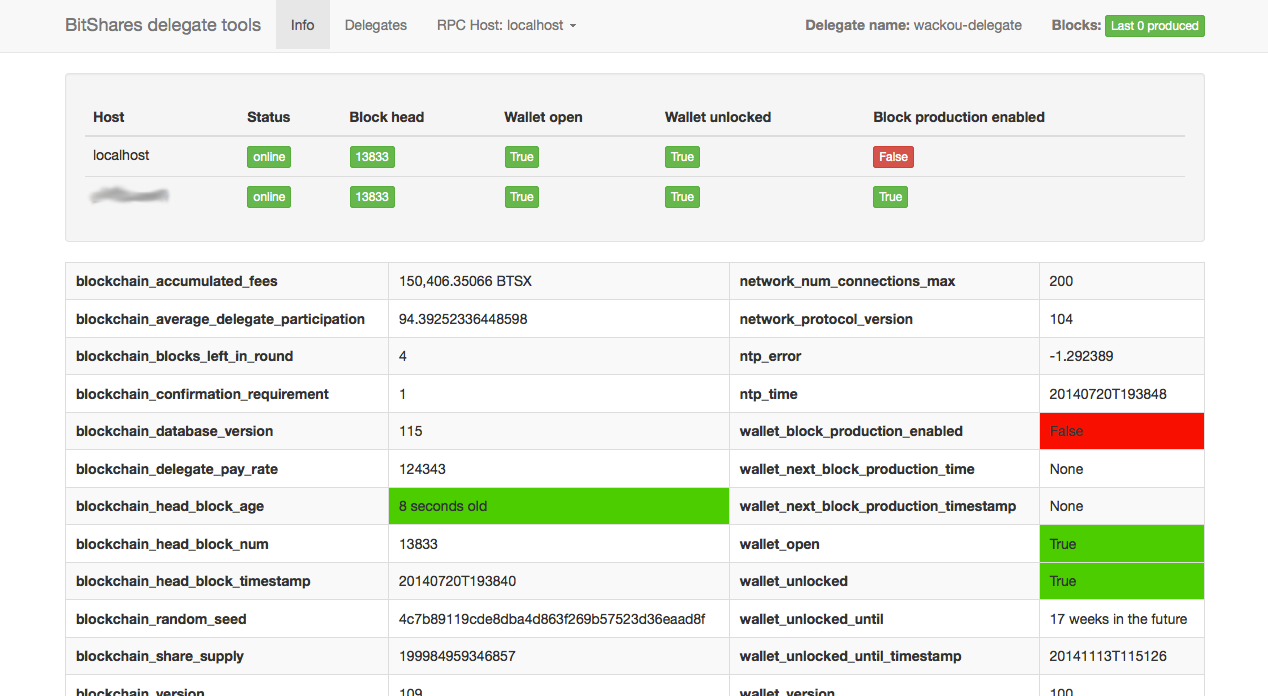 BitShares delegate tools Info Delegates RPC Host: localhost Delegate name: wackou-delegate Blocks: Last 0 produced
Host Status Block head Wallet open Wallet unlocked Block production enabled
localhost online 13833 True True False
online 13833 True True True
blockchain_accumulated_fees 150,406.35066 BTSX network_num_connections_max 200
blockchain_average_delegate_participation 94.39252336448598 network_protocol_version 104
blockchain_blocks_left_in_round 4 ntp_error -1.292389
blockchain_confirmation_requirement 1 ntp_time 20140720T193848
blockchain_database_version 115 wallet_block_production_enabled False
blockchain_delegate_pay_rate 124343 wallet_next_block_production_time None
blockchain_head_block_age 8 seconds old wallet_next_block_production_timestamp None
blockchain_head_block_num 13833 wallet_open True
blockchain_head_block_timestamp 20140720T193840 wallet_unlocked True
blockchain_random_seed 4c7b89119cde8dba4d863f269b57523d36eaad8f wallet_unlocked_until 17 weeks in the future
blockchain_share_supply 199984959346857 wallet_unlocked_until_timestamp 20141113T115126
blockchain_version 109 wallet_version 100